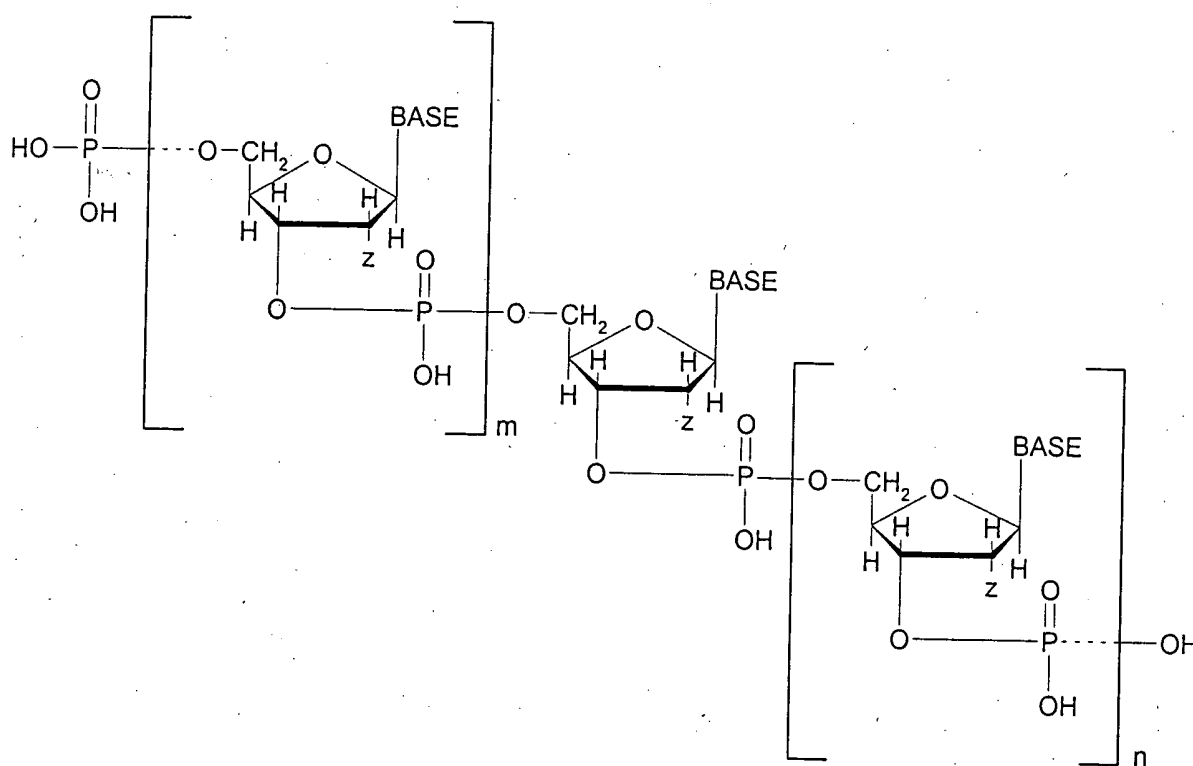 O
BASE
HO-P O-CH2 O
H H
OH
H z H
O
BASE
O P O-CH2 O
OH
H H
m
H z H
O
BASE
O P O-CH2 O
OH
H H
H z H
O
O P OH
OH
n